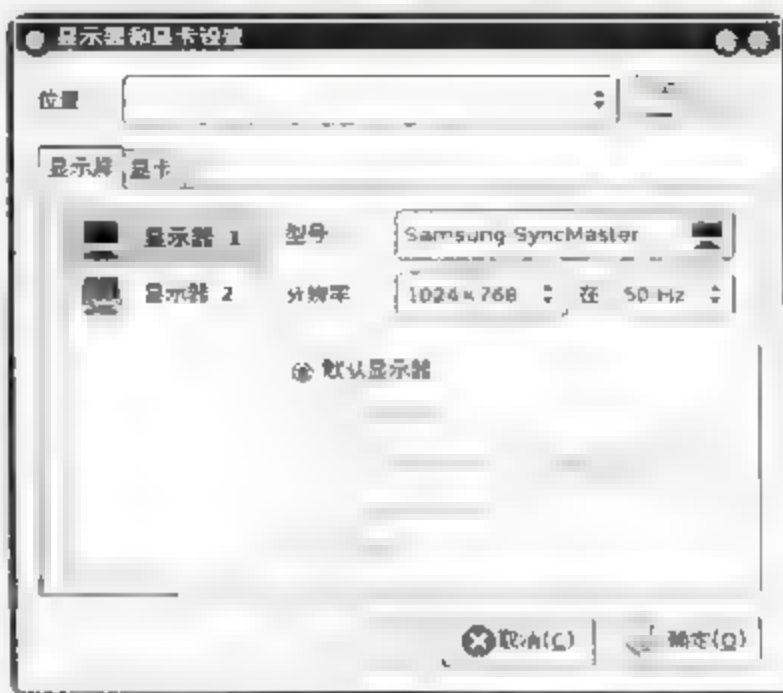 显示器和显卡设置
位置
显示屏 显卡
显示器 1 型号 Samsung SyncMaster
显示器 2 分辨率 1024×768 在 50 Hz
默认显示器
取消(C) 确定(O)